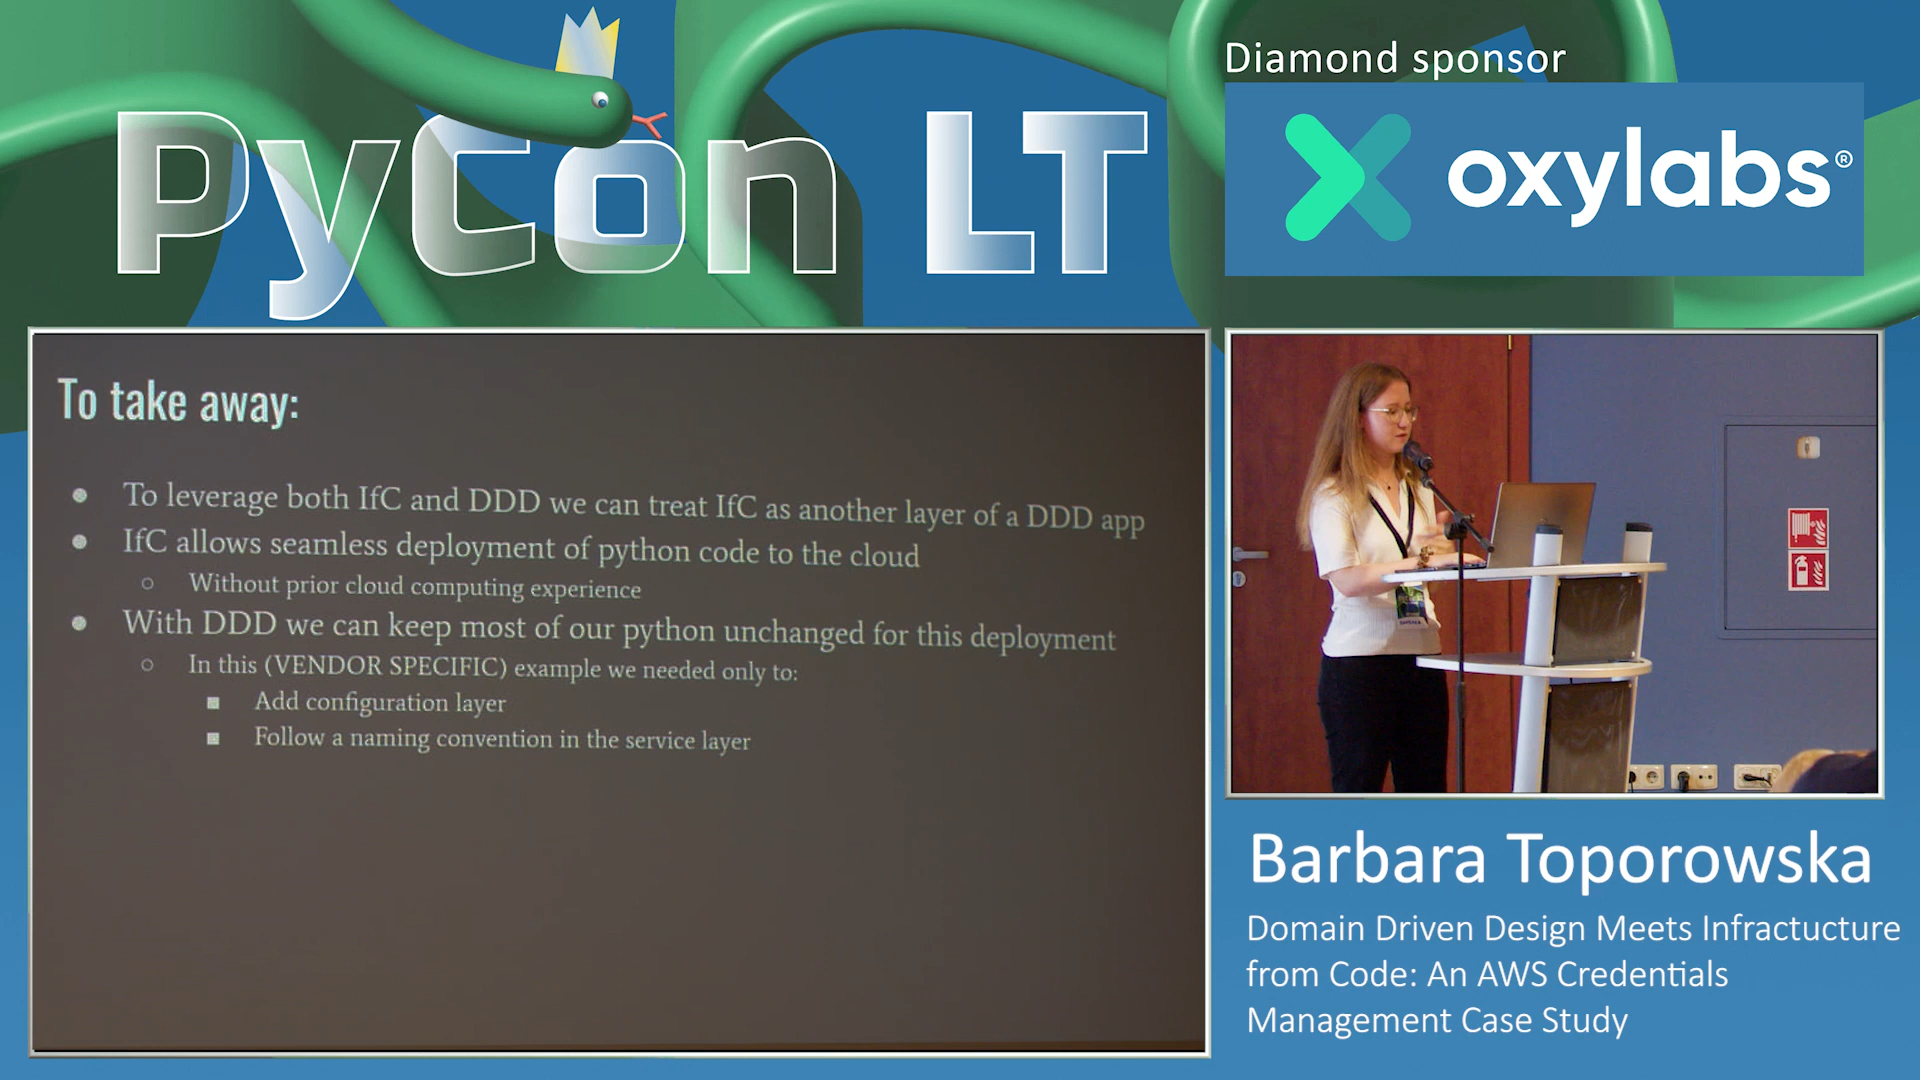 PyCon LT
Diamond sponsor
oxylabs®
To take away:
To leverage both IfC and DDD we can treat IfC as another layer of a DDD app
IfC allows seamless deployment of python code to the cloud
Without prior cloud computing experience
With DDD we can keep most of our python unchanged for this deployment
In this (VENDOR SPECIFIC) example we needed only to:
Add configuration layer
Follow a naming convention in the service layer
Barbara Toporowska
Domain Driven Design Meets Infractucture
from Code: An AWS Credentials
Management Case Study